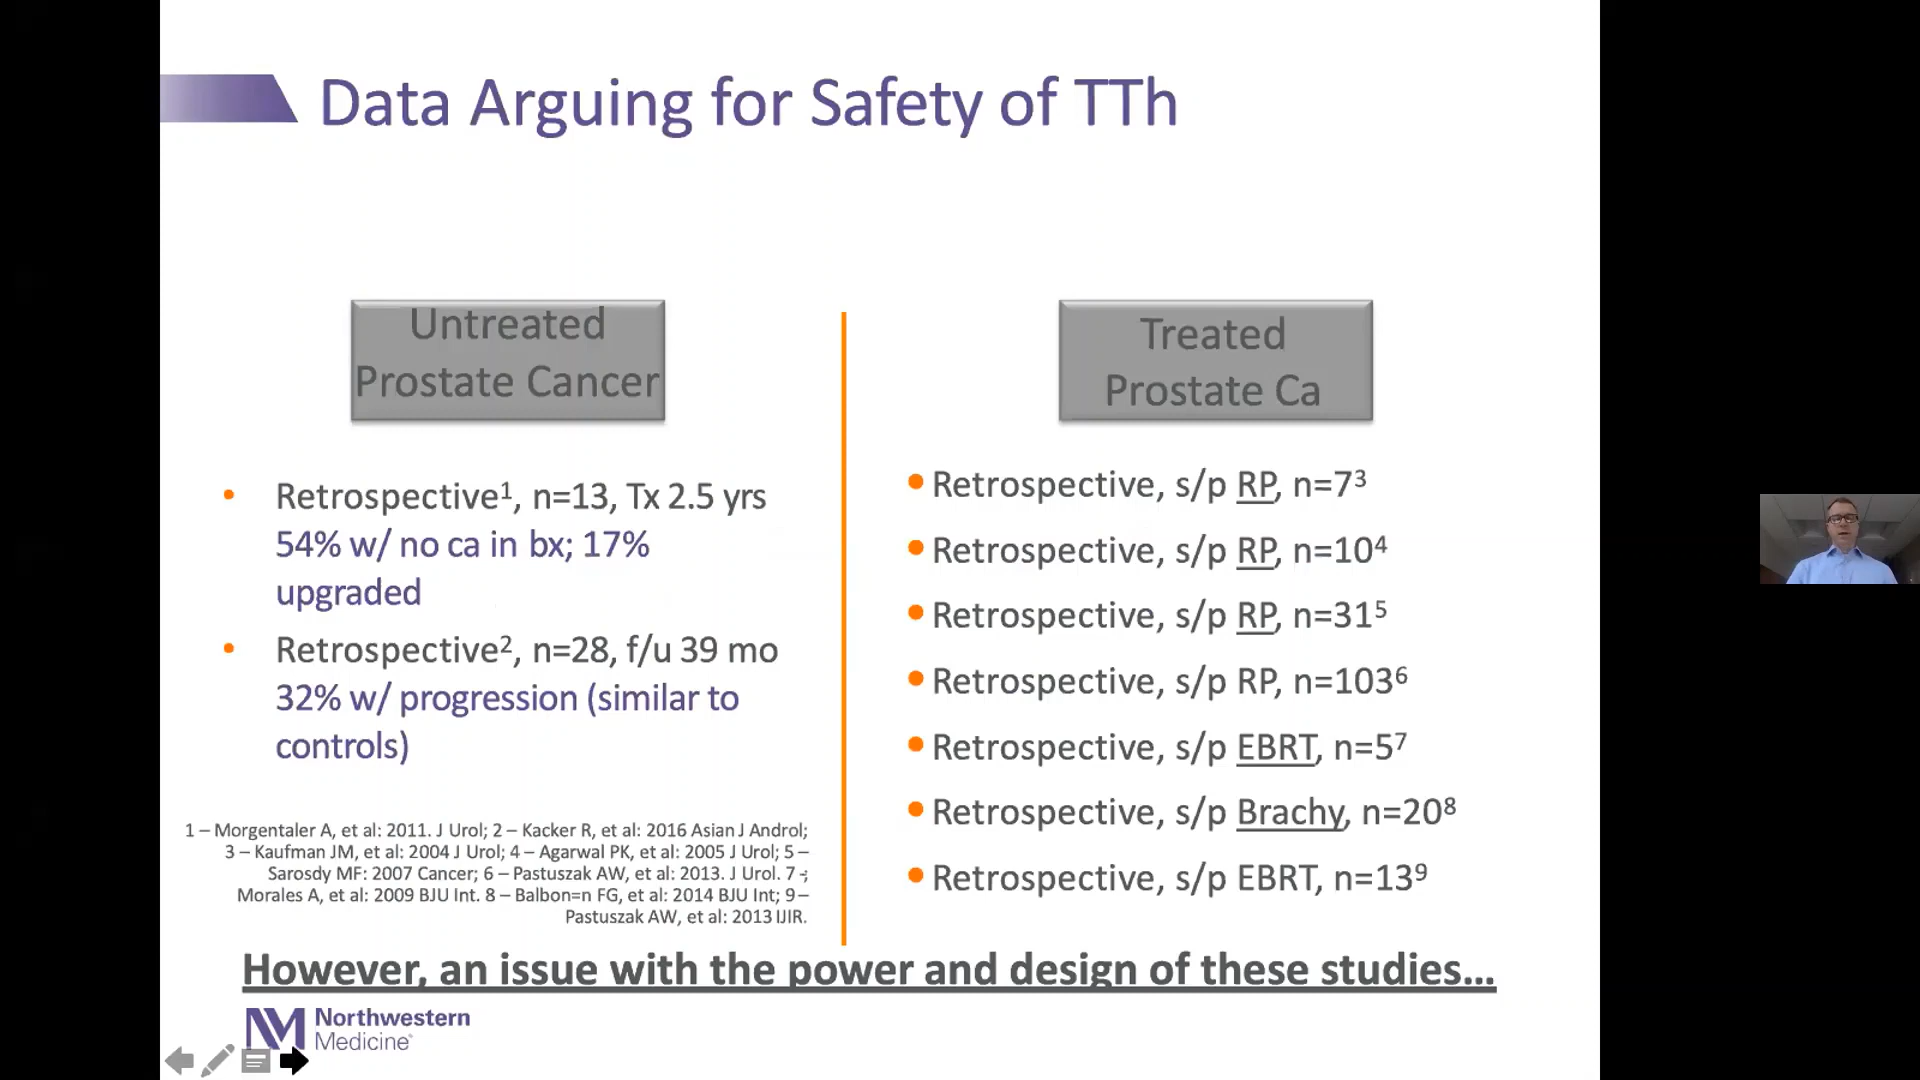 Data Arguing for Safety of TTh
Untreated
Prostate Cancer
• Retrospective¹, n=13, Tx 2.5 yrs
54% w/ no ca in bx; 17%
upgraded
• Retrospective², n=28, f/u 39 mo
32% w/ progression (similar to
controls)
1 – Morgentaler A, et al: 2011. J Urol; 2 – Kacker R, et al: 2016 Asian J Androl;
3 – Kaufman JM, et al: 2004 J Urol; 4 – Agarwal PK, et al: 2005 J Urol; 5 –
Sarosdy MF: 2007 Cancer; 6 – Pastuszak AW, et al: 2013. J Urol. 7 -;
Morales A, et al: 2009 BJU Int. 8 – Balbon=n FG, et al: 2014 BJU Int; 9 –
Pastuszak AW, et al: 2013 IJIR.
Treated
Prostate Ca
• Retrospective, s/p RP, n=7³
• Retrospective, s/p RP, n=10⁴
• Retrospective, s/p RP, n=31⁵
• Retrospective, s/p RP, n=103⁶
• Retrospective, s/p EBRT, n=5⁷
• Retrospective, s/p Brachy, n=20⁸
• Retrospective, s/p EBRT, n=13⁹
However, an issue with the power and design of these studies…
NM Northwestern
Medicine®